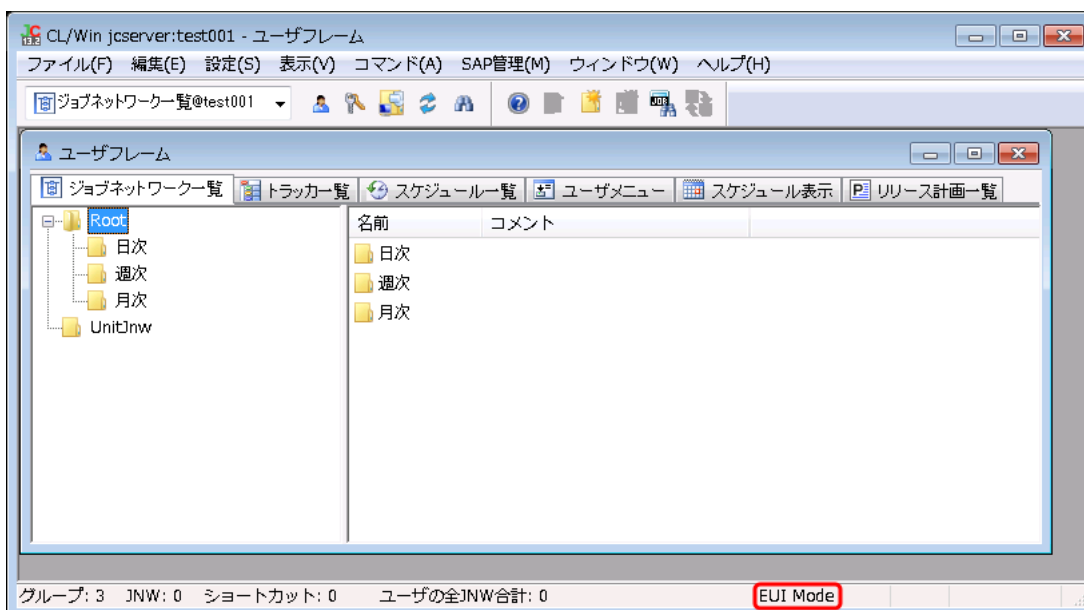 CL/Win jcserver:test001 - ユーザフレーム
ファイル(F) 編集(E) 設定(S) 表示(V) コマンド(A) SAP管理(M) ウィンドウ(W) ヘルプ(H)
ジョブネットワーク一覧@test001
ユーザフレーム
ジョブネットワーク一覧 トラッカー一覧 スケジュール一覧 ユーザメニュー スケジュール表示 リリース計画一覧
Root
日次
週次
月次
UnitJnw
名前 コメント
日次
週次
月次
グループ: 3 JNW: 0 ショートカット: 0 ユーザの全JNW合計: 0 EUI Mode